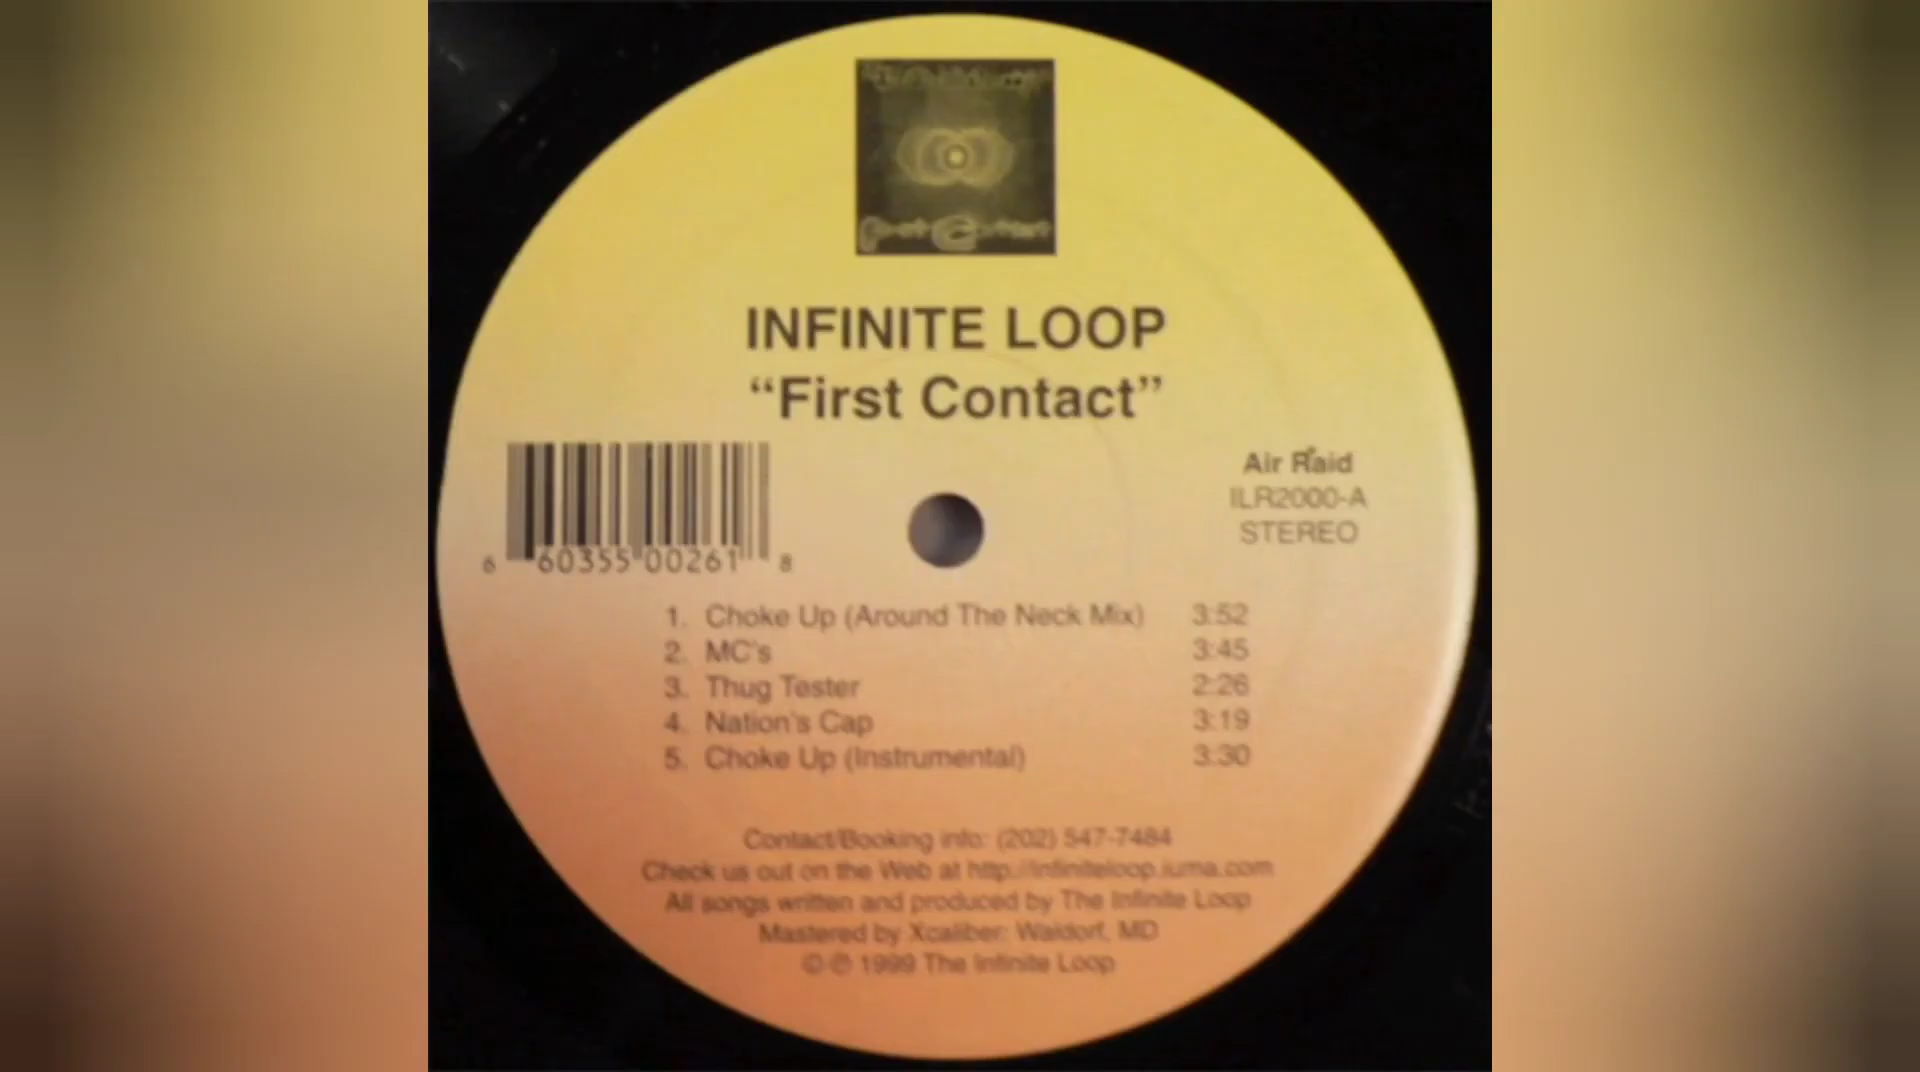 INFINITE LOOP
“First Contact”
Air Raid
ILR2000-A
STEREO
6 60355 00261 8
1. Choke Up (Around The Neck Mix) 3:52
2. MC's 3:45
3. Thug Tester 2:26
4. Nation's Cap 3:19
5. Choke Up (Instrumental) 3:30
Contact/Booking info: (202) 547-7484
Check us out on the Web at http://infiniteloop.iuma.com
All songs written and produced by The Infinite Loop
Mastered by Xcaliber: Waldorf, MD
© ℗ 1999 The Infinite Loop